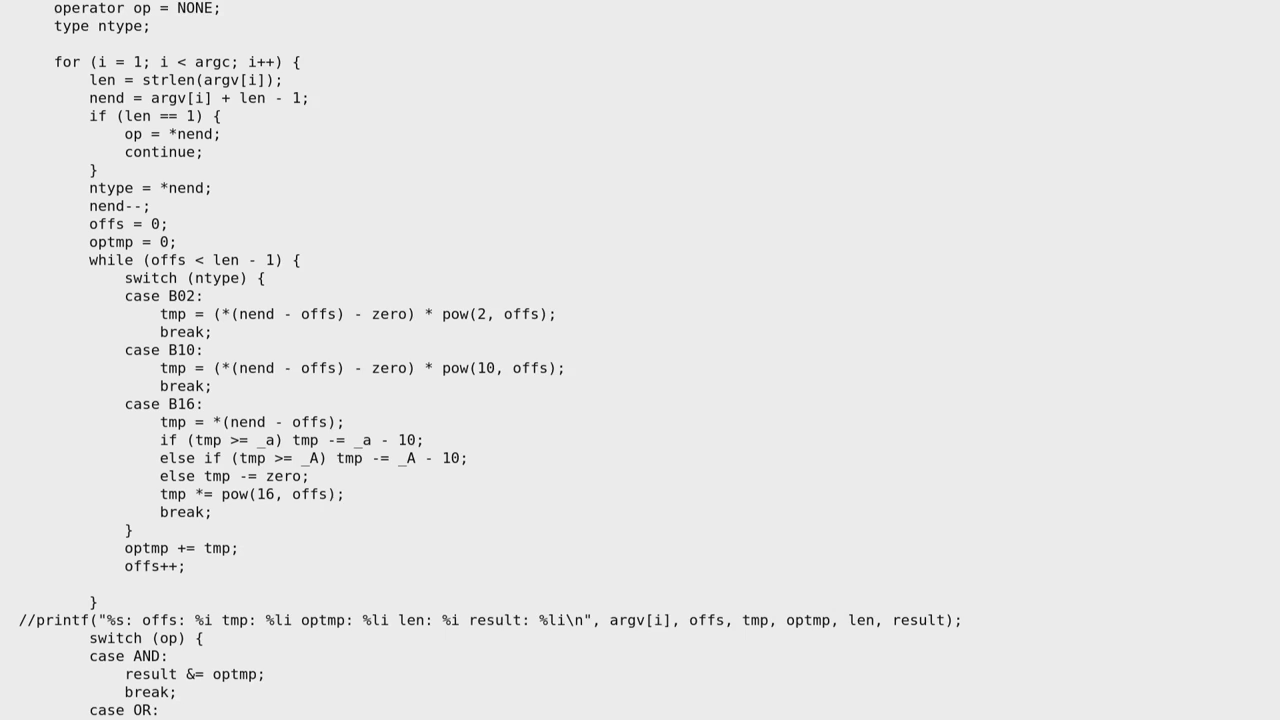 operator op = NONE;
    type ntype;

    for (i = 1; i < argc; i++) {
        len = strlen(argv[i]);
        nend = argv[i] + len - 1;
        if (len == 1) {
            op = *nend;
            continue;
        }
        ntype = *nend;
        nend--;
        offs = 0;
        optmp = 0;
        while (offs < len - 1) {
            switch (ntype) {
            case B02:
                tmp = (*(nend - offs) - zero) * pow(2, offs);
                break;
            case B10:
                tmp = (*(nend - offs) - zero) * pow(10, offs);
                break;
            case B16:
                tmp = *(nend - offs);
                if (tmp >= _a) tmp -= _a - 10;
                else if (tmp >= _A) tmp -= _A - 10;
                else tmp -= zero;
                tmp *= pow(16, offs);
                break;
            }
            optmp += tmp;
            offs++;

        }
//printf("%s: offs: %i tmp: %li optmp: %li len: %i result: %li\n", argv[i], offs, tmp, optmp, len, result);
        switch (op) {
        case AND:
            result &= optmp;
            break;
        case OR: